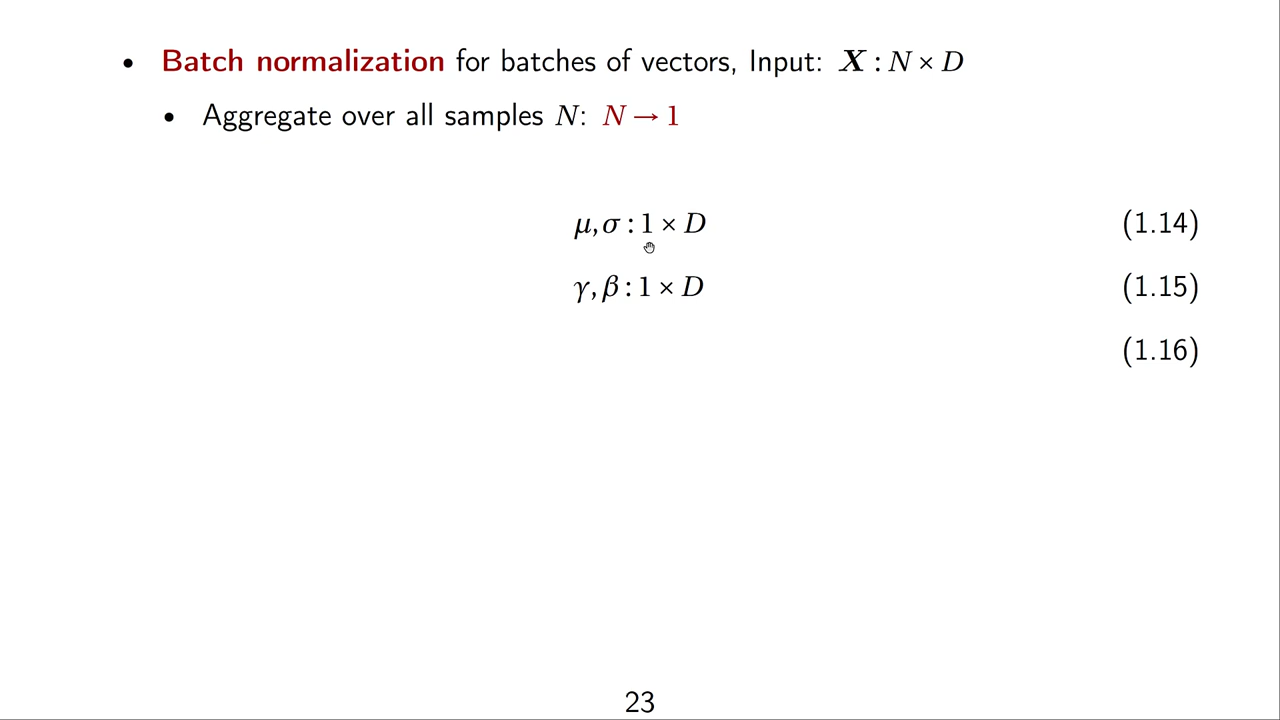 • Batch normalization for batches of vectors, Input: X : N × D
• Aggregate over all samples N: N → 1
μ, σ : 1 × D (1.14)
γ, β : 1 × D (1.15)
(1.16)
23